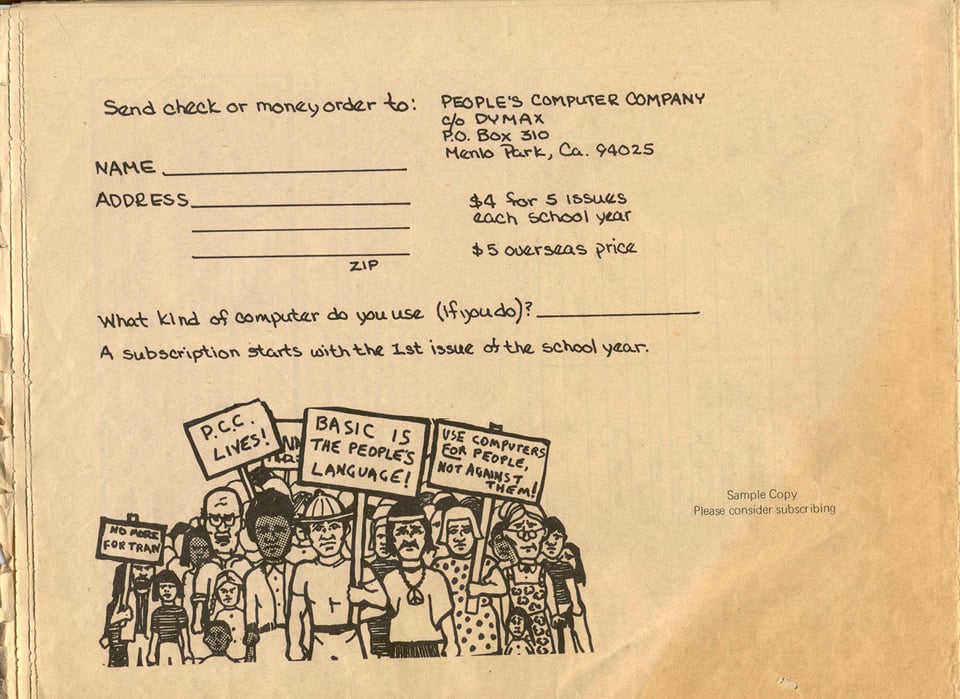 Send check or money order to:
PEOPLE'S COMPUTER COMPANY
c/o DYMAX
P.O. Box 310
Menlo Park, Ca. 94025
NAME
ADDRESS
ZIP
$4 for 5 issues
each school year
$5 overseas price
What kind of computer do you use (if you do)?
A subscription starts with the 1st issue of the school year.
P.C.C.
LIVES!
BASIC IS
THE PEOPLE'S
LANGUAGE!
USE COMPUTERS
FOR PEOPLE,
NOT AGAINST
THEM!
NO MORE
FORTRAN
Sample Copy
Please consider subscribing